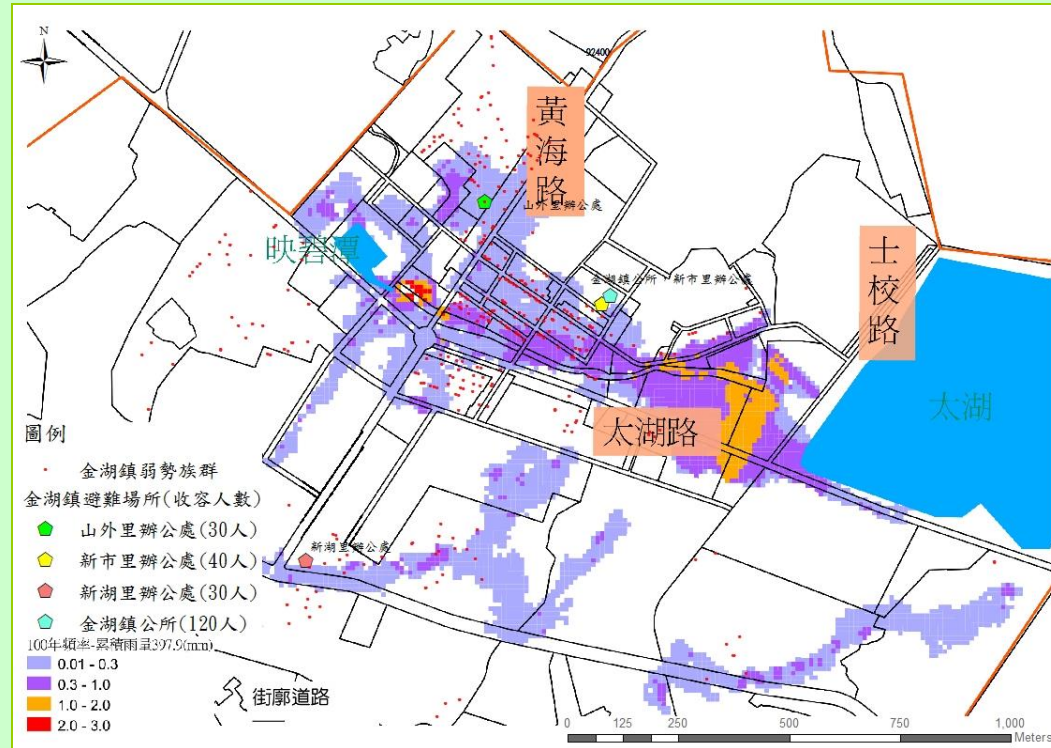 N
92400
黃海路
山外里辦公處
映碧潭
金湖鎮公所、新市里辦公處
士校路
太湖
太湖路
圖例
金湖鎮弱勢族群
金湖鎮避難場所(收容人數)
山外里辦公處(30人)
新市里辦公處(40人)
新湖里辦公處
新湖里辦公處(30人)
金湖鎮公所(120人)
100年頻率-累積雨量397.9(mm)
0.01 - 0.3
0.3 - 1.0
1.0 - 2.0
2.0 - 3.0
街廓道路
0 125 250 500 750 1,000
Meters